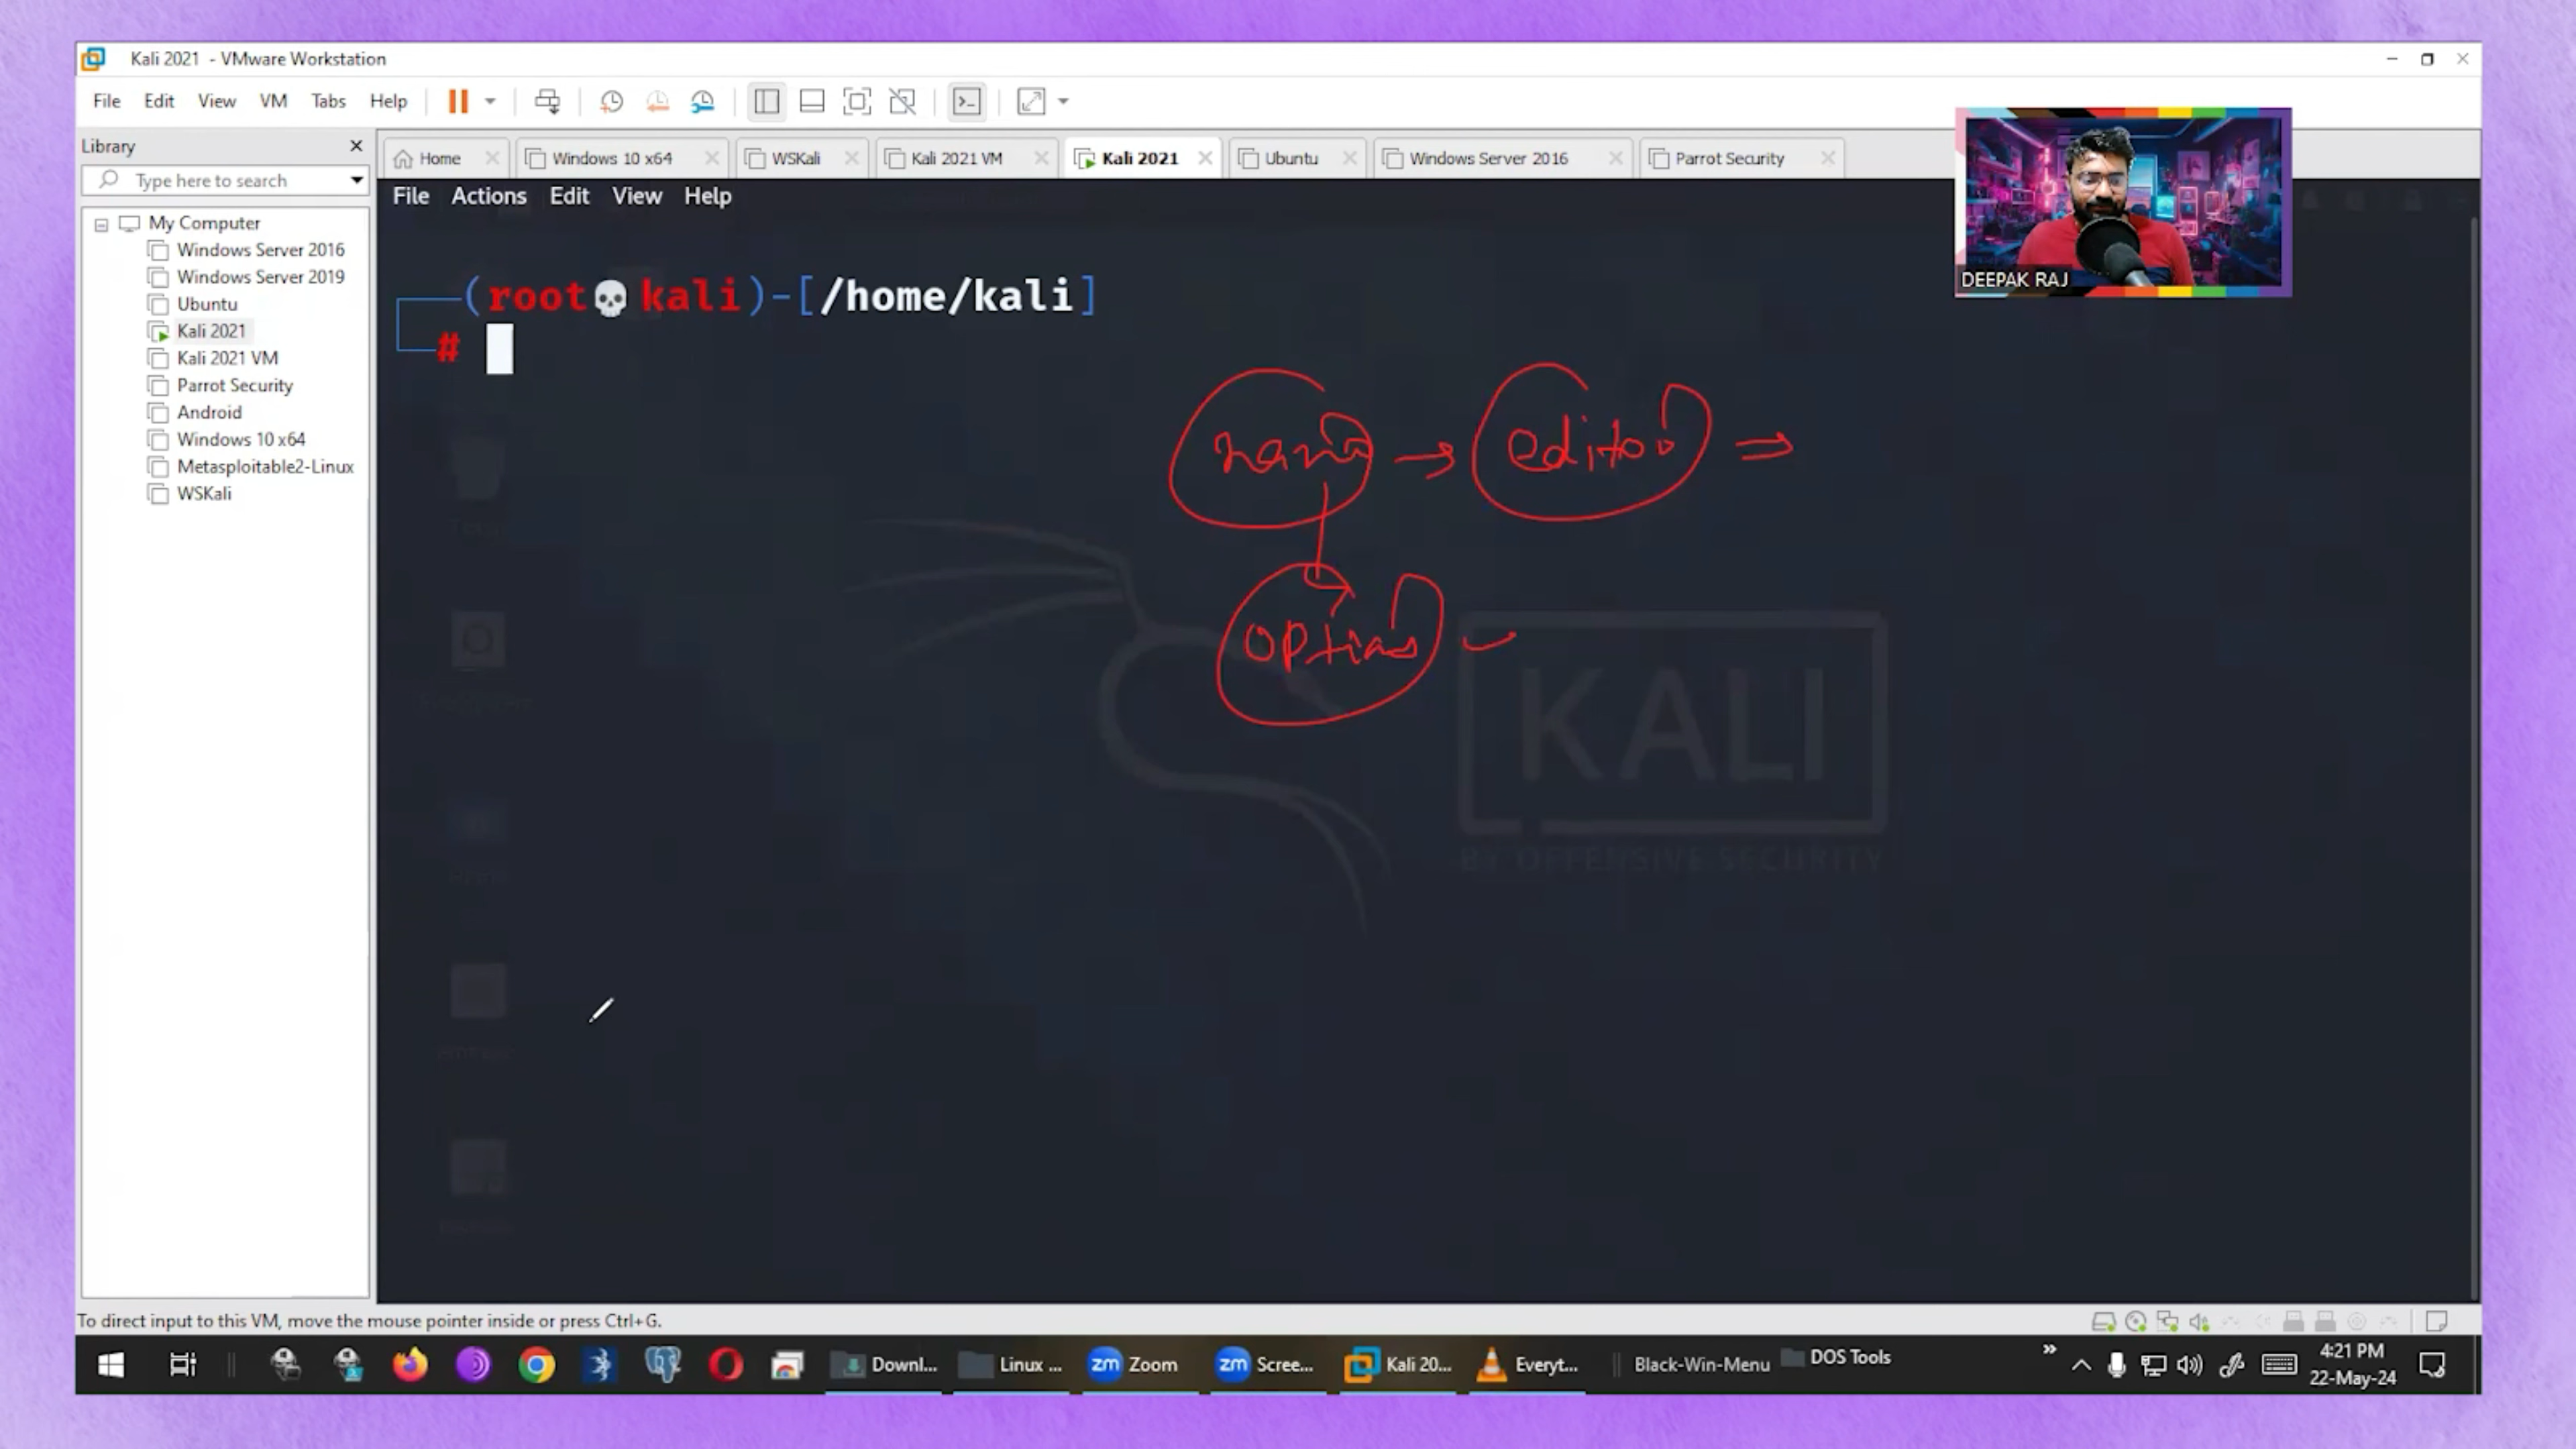 Kali 2021 - VMware Workstation
File Edit View VM Tabs Help
Library
Type here to search
My Computer
Windows Server 2016
Windows Server 2019
Ubuntu
Kali 2021
Kali 2021 VM
Parrot Security
Android
Windows 10 x64
Metasploitable2-Linux
WSKali
Home Windows 10 x64 WSKali Kali 2021 VM Kali 2021 Ubuntu Windows Server 2016 Parrot Security
File Actions Edit View Help
DEEPAK RAJ
(root💀kali)-[/home/kali]
#
nano → editor ⇒
options
KALI
BY OFFENSIVE SECURITY
To direct input to this VM, move the mouse pointer inside or press Ctrl+G.
Downl... Linux ... zm Zoom zm Scree... Kali 20... Everyt... Black-Win-Menu DOS Tools
4:21 PM
22-May-24